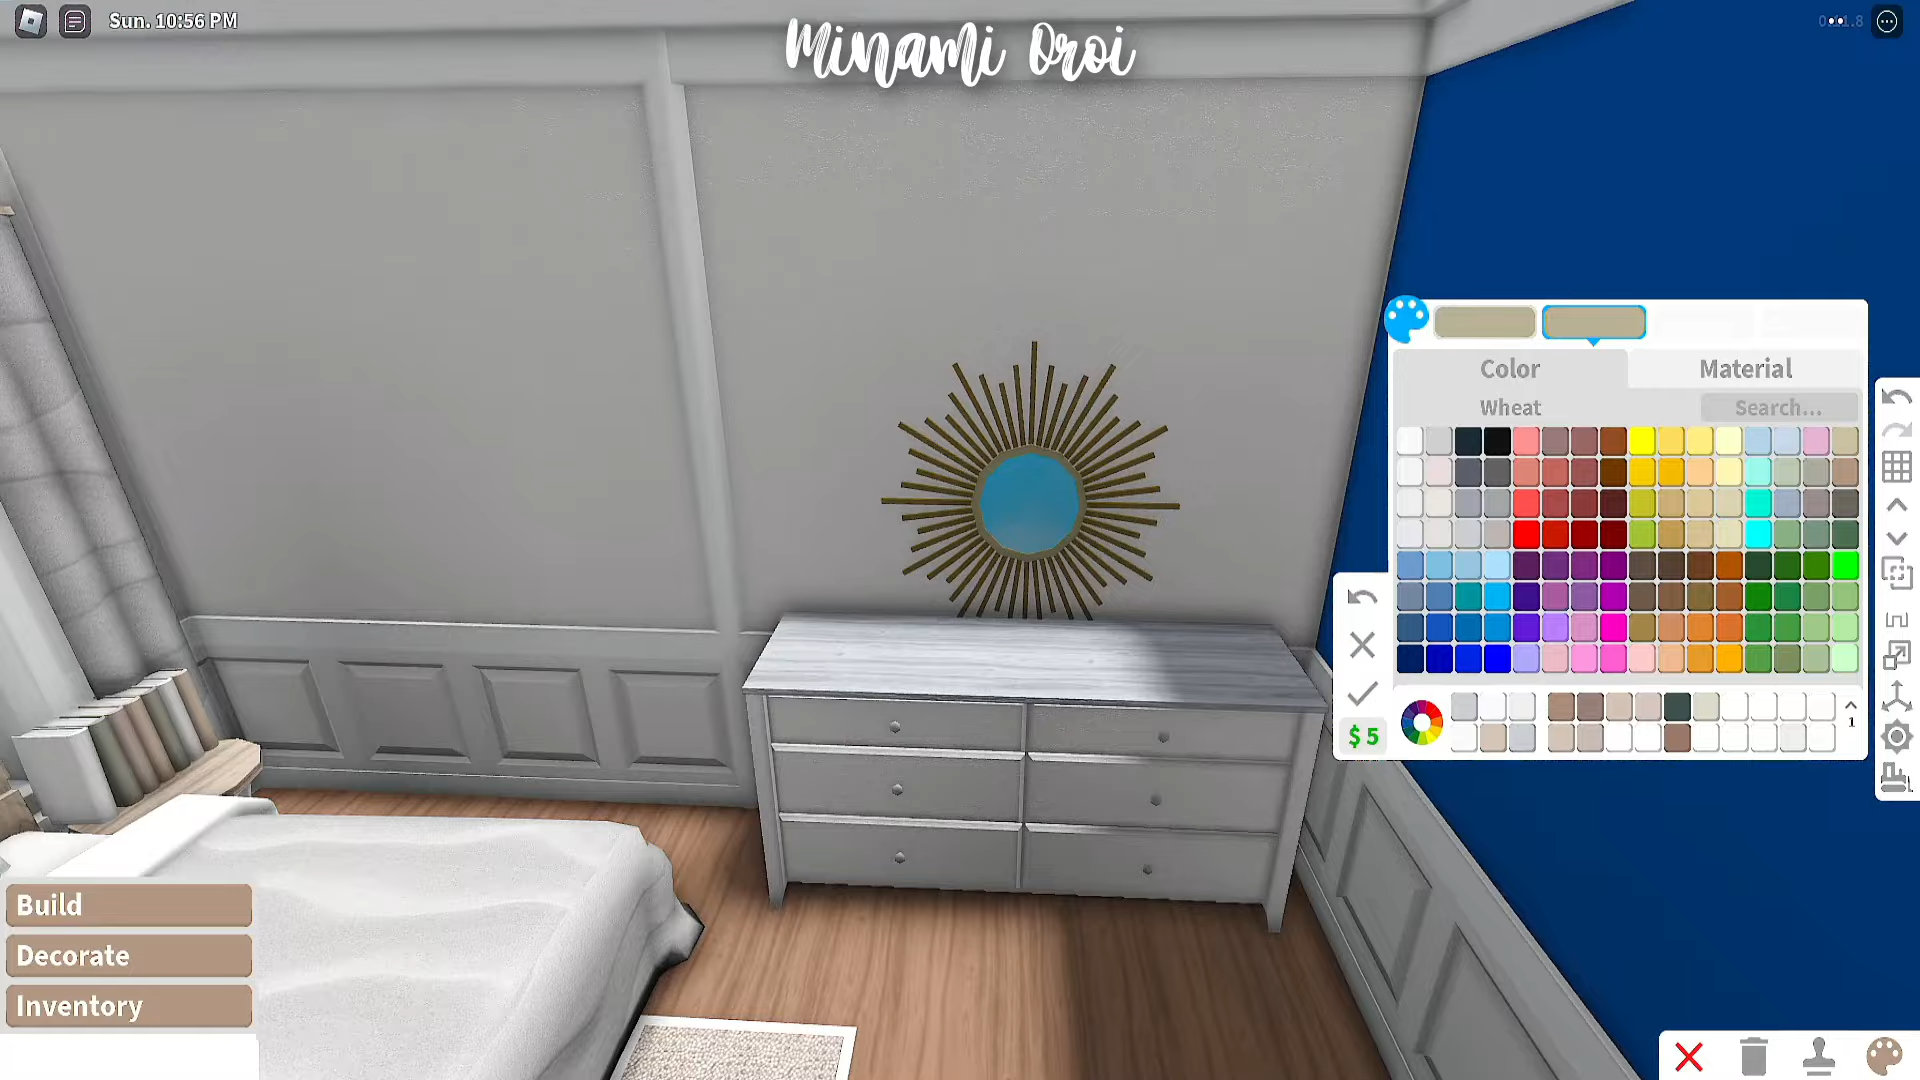 Sun. 10:56 PM
Minami Oroi
Color
Material
Wheat
Search...
$ 5
1
Build
Decorate
Inventory